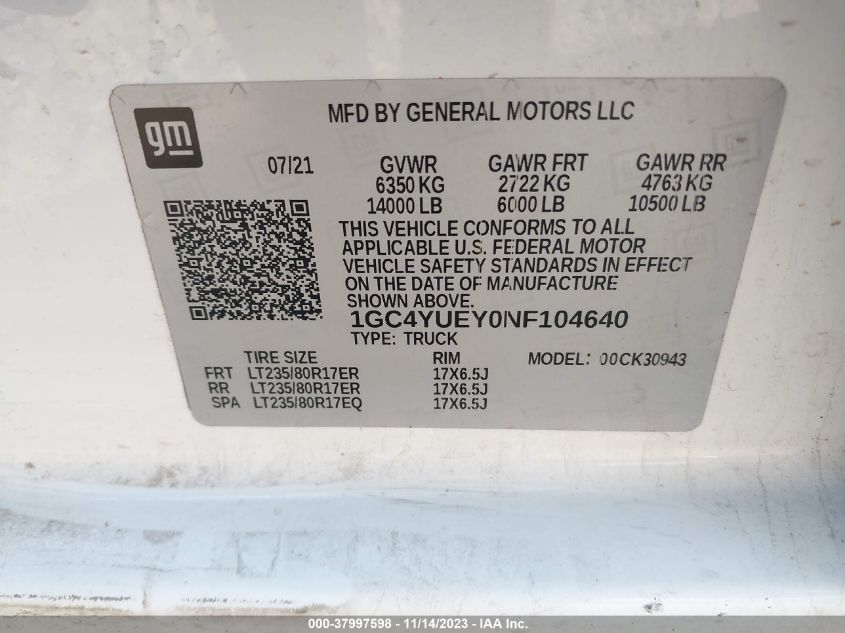 gm
MFD BY GENERAL MOTORS LLC
07/21 GVWR GAWR FRT GAWR RR
6350 KG 2722 KG 4763 KG
14000 LB 6000 LB 10500 LB
THIS VEHICLE CONFORMS TO ALL
APPLICABLE U.S. FEDERAL MOTOR
VEHICLE SAFETY STANDARDS IN EFFECT
ON THE DATE OF MANUFACTURE
SHOWN ABOVE.
1GC4YUEY0NF104640
TYPE: TRUCK
TIRE SIZE RIM MODEL: 00CK30943
FRT LT235/80R17ER 17X6.5J
RR LT235/80R17ER 17X6.5J
SPA LT235/80R17EQ 17X6.5J
000-37997598 - 11/14/2023 - IAA Inc.